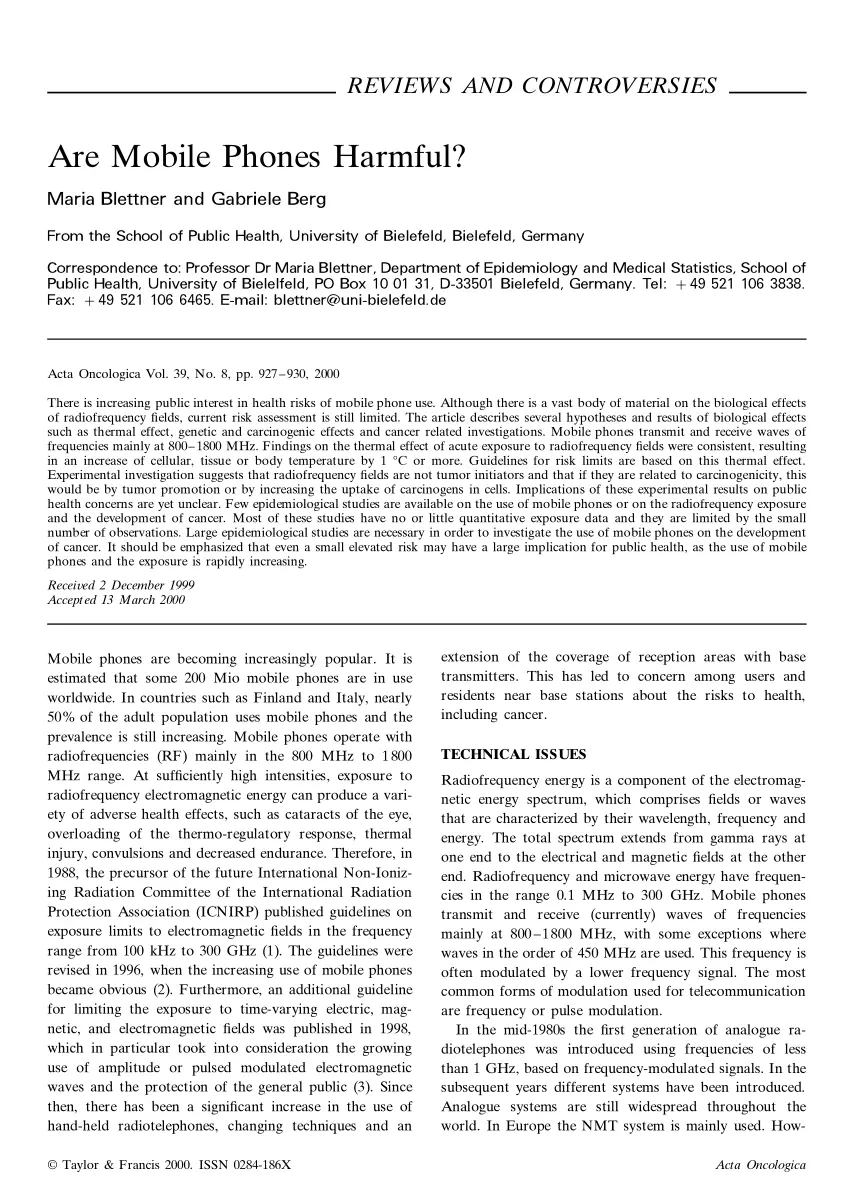 REVIEWS AND CONTROVERSIES
Are Mobile Phones Harmful?
Maria Blettner and Gabriele Berg
From the School of Public Health, University of Bielefeld, Bielefeld, Germany
Correspondence to: Professor Dr Maria Blettner, Department of Epidemiology and Medical Statistics, School of
Public Health, University of Bielelfeld, PO Box 10 01 31, D-33501 Bielefeld, Germany. Tel: +49 521 106 3838.
Fax: +49 521 106 6465. E-mail: blettner@uni-bielefeld.de
Acta Oncologica Vol. 39, No. 8, pp. 927–930, 2000
There is increasing public interest in health risks of mobile phone use. Although there is a vast body of material on the biological effects
of radiofrequency fields, current risk assessment is still limited. The article describes several hypotheses and results of biological effects
such as thermal effect, genetic and carcinogenic effects and cancer related investigations. Mobile phones transmit and receive waves of
frequencies mainly at 800–1800 MHz. Findings on the thermal effect of acute exposure to radiofrequency fields were consistent, resulting
in an increase of cellular, tissue or body temperature by 1 °C or more. Guidelines for risk limits are based on this thermal effect.
Experimental investigation suggests that radiofrequency fields are not tumor initiators and that if they are related to carcinogenicity, this
would be by tumor promotion or by increasing the uptake of carcinogens in cells. Implications of these experimental results on public
health concerns are yet unclear. Few epidemiological studies are available on the use of mobile phones or on the radiofrequency exposure
and the development of cancer. Most of these studies have no or little quantitative exposure data and they are limited by the small
number of observations. Large epidemiological studies are necessary in order to investigate the use of mobile phones on the development
of cancer. It should be emphasized that even a small elevated risk may have a large implication for public health, as the use of mobile
phones and the exposure is rapidly increasing.
Received 2 December 1999
Accepted 13 March 2000
Mobile phones are becoming increasingly popular. It is
estimated that some 200 Mio mobile phones are in use
worldwide. In countries such as Finland and Italy, nearly
50% of the adult population uses mobile phones and the
prevalence is still increasing. Mobile phones operate with
radiofrequencies (RF) mainly in the 800 MHz to 1800
MHz range. At sufficiently high intensities, exposure to
radiofrequency electromagnetic energy can produce a vari-
ety of adverse health effects, such as cataracts of the eye,
overloading of the thermo-regulatory response, thermal
injury, convulsions and decreased endurance. Therefore, in
1988, the precursor of the future International Non-Ioniz-
ing Radiation Committee of the International Radiation
Protection Association (ICNIRP) published guidelines on
exposure limits to electromagnetic fields in the frequency
range from 100 kHz to 300 GHz (1). The guidelines were
revised in 1996, when the increasing use of mobile phones
became obvious (2). Furthermore, an additional guideline
for limiting the exposure to time-varying electric, mag-
netic, and electromagnetic fields was published in 1998,
which in particular took into consideration the growing
use of amplitude or pulsed modulated electromagnetic
waves and the protection of the general public (3). Since
then, there has been a significant increase in the use of
hand-held radiotelephones, changing techniques and an
extension of the coverage of reception areas with base
transmitters. This has led to concern among users and
residents near base stations about the risks to health,
including cancer.
TECHNICAL ISSUES
Radiofrequency energy is a component of the electromag-
netic energy spectrum, which comprises fields or waves
that are characterized by their wavelength, frequency and
energy. The total spectrum extends from gamma rays at
one end to the electrical and magnetic fields at the other
end. Radiofrequency and microwave energy have frequen-
cies in the range 0.1 MHz to 300 GHz. Mobile phones
transmit and receive (currently) waves of frequencies
mainly at 800–1800 MHz, with some exceptions where
waves in the order of 450 MHz are used. This frequency is
often modulated by a lower frequency signal. The most
common forms of modulation used for telecommunication
are frequency or pulse modulation.
In the mid-1980s the first generation of analogue ra-
diotelephones was introduced using frequencies of less
than 1 GHz, based on frequency-modulated signals. In the
subsequent years different systems have been introduced.
Analogue systems are still widespread throughout the
world. In Europe the NMT system is mainly used. How-
© Taylor & Francis 2000. ISSN 0284-186X
Acta Oncologica